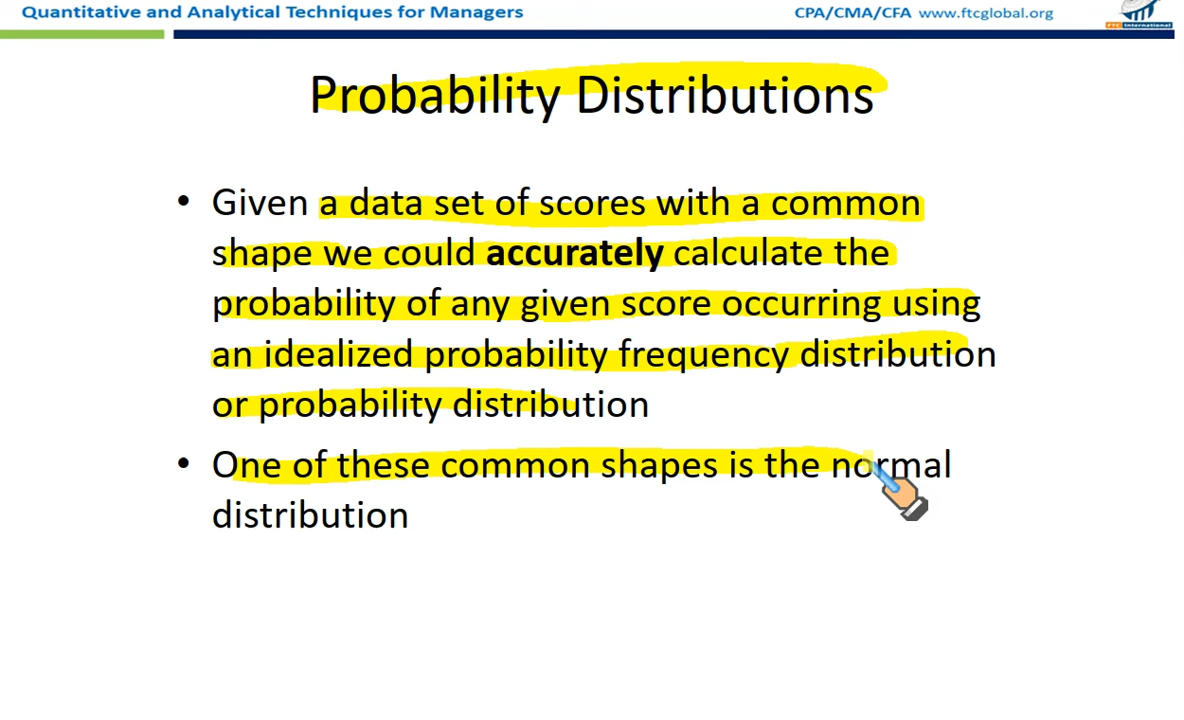 Quantitative and Analytical Techniques for Managers
CPA/CMA/CFA www.ftcglobal.org
FTC International
Probability Distributions
• Given a data set of scores with a common
shape we could accurately calculate the
probability of any given score occurring using
an idealized probability frequency distribution
or probability distribution
• One of these common shapes is the normal
distribution